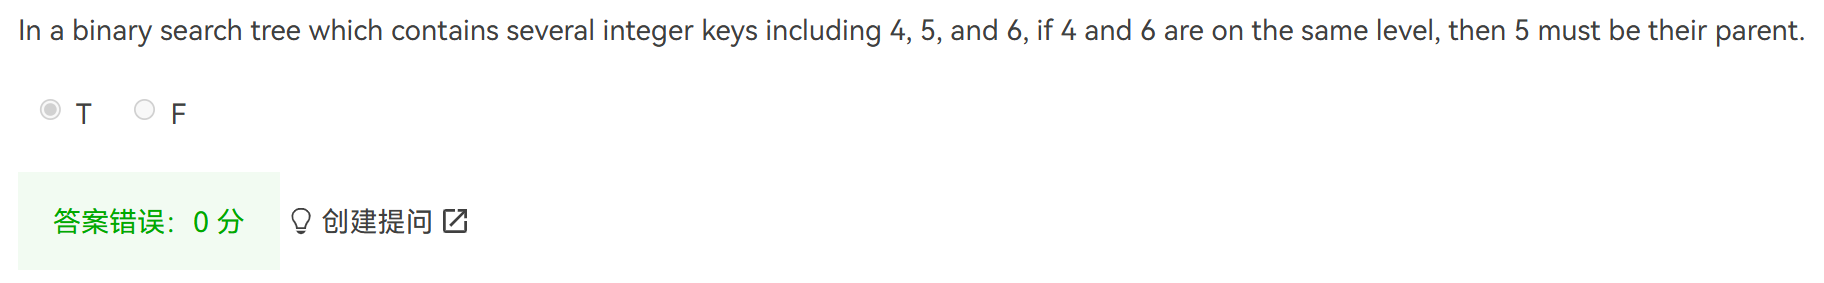 In a binary search tree which contains several integer keys including 4, 5, and 6, if 4 and 6 are on the same level, then 5 must be their parent.
T F
答案错误：0 分 创建提问